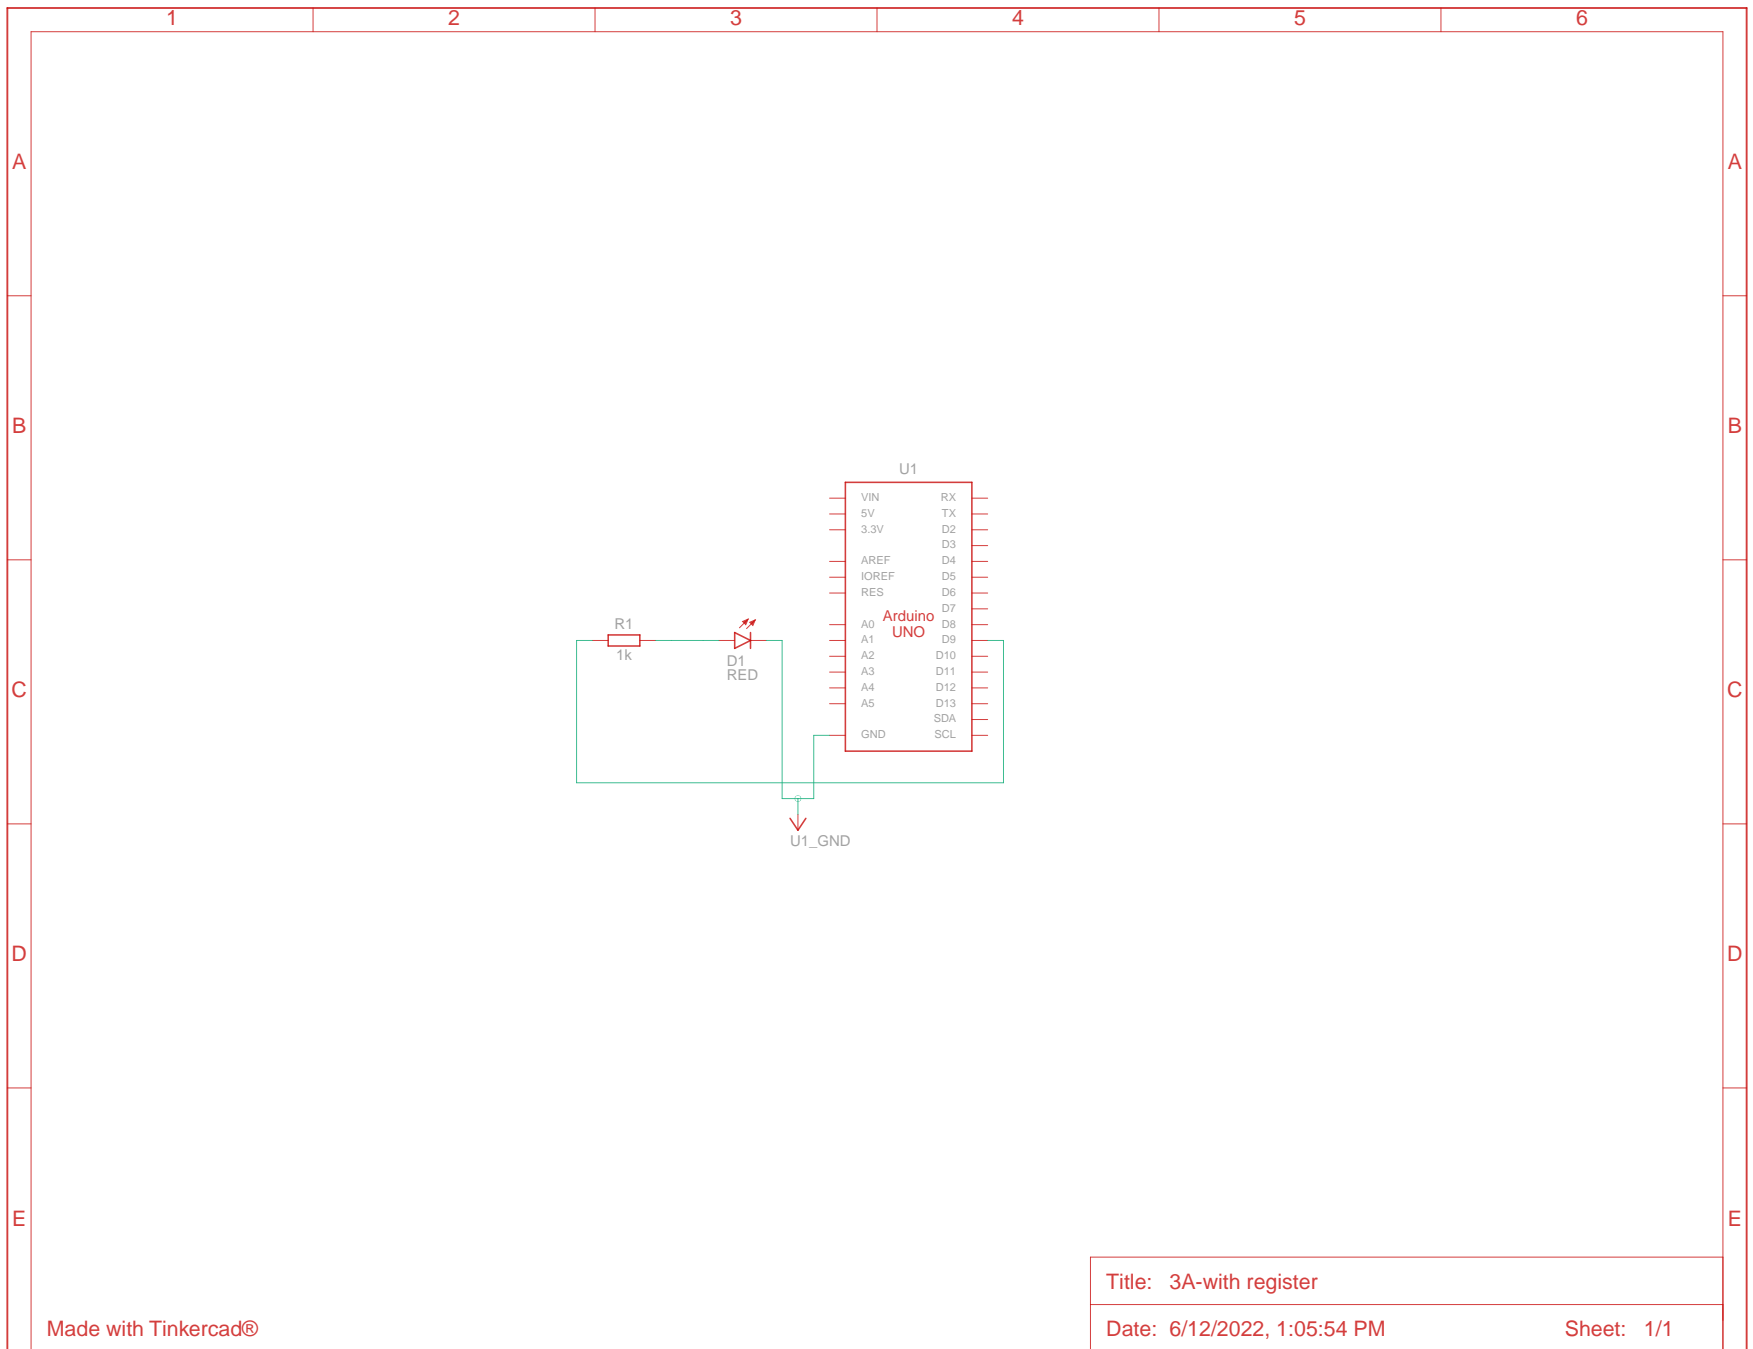 1 2 3 4 5 6
A A
B B
U1
VIN RX
5V TX
3.3V D2
D3
AREF D4
IOREF D5
RES D6
D7
Arduino
UNO
A0 D8
A1 D9
A2 D10
A3 D11
A4 D12
A5 D13
SDA
GND SCL
R1
1k
D1
RED
C C
U1_GND
D D
E E
Title: 3A-with register
Made with Tinkercad®
Date: 6/12/2022, 1:05:54 PM Sheet: 1/1